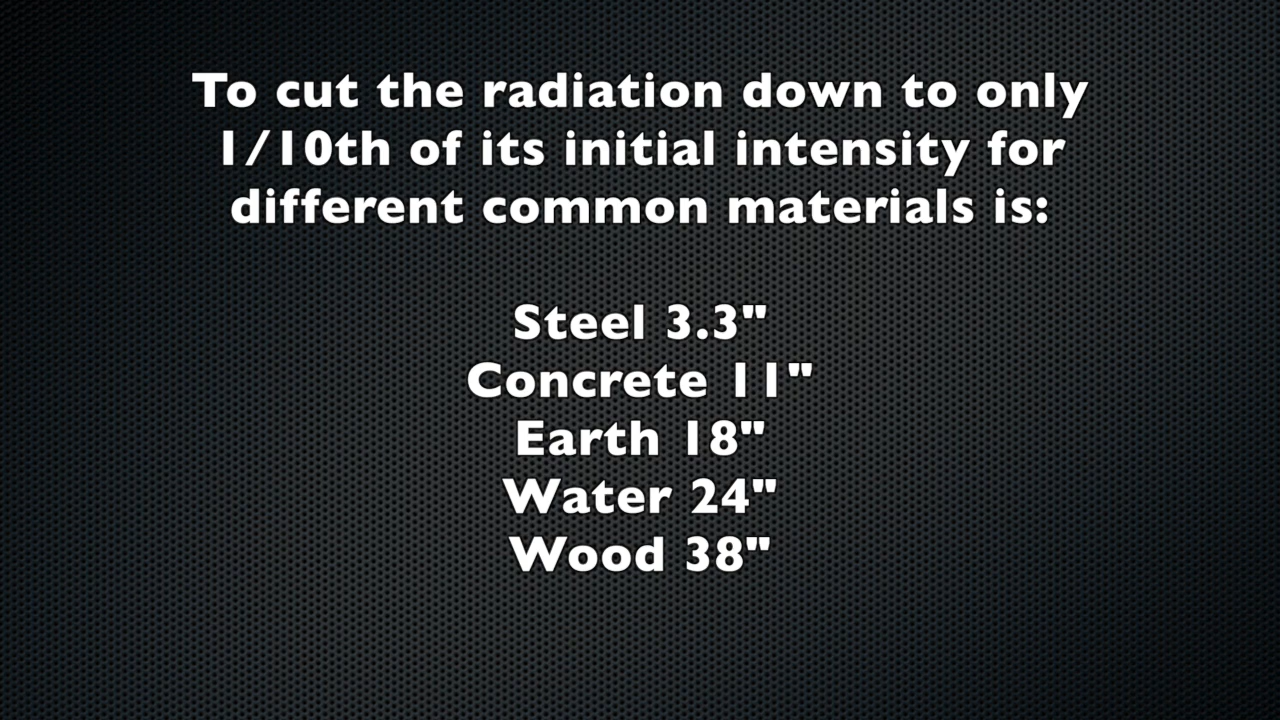 To cut the radiation down to only
1/10th of its initial intensity for
different common materials is:
Steel 3.3"
Concrete 11"
Earth 18"
Water 24"
Wood 38"